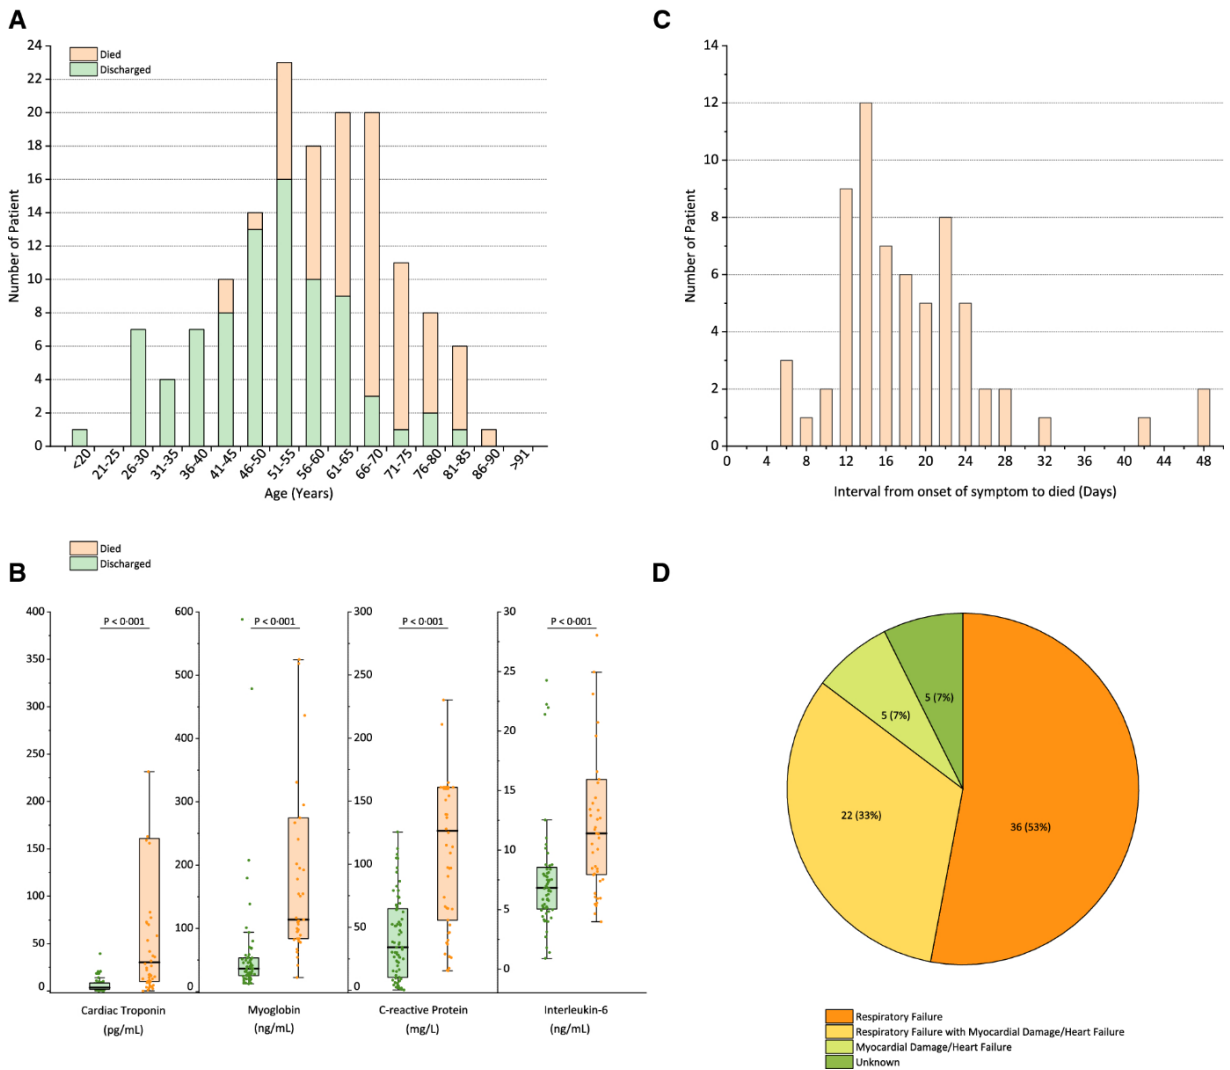 A
Died
Discharged
24
22
20
18
16
14
12
10
8
6
4
2
0
Number of Patient
<20
21-25
26-30
31-35
36-40
41-45
46-50
51-55
56-60
61-65
66-70
71-75
76-80
81-85
86-90
>91
Age (Years)
C
14
12
10
8
6
4
2
0
Number of Patient
0 4 6 8 12 16 20 24 28 32 36 40 44 48
Interval from onset of symptom to died (Days)
B
Died
Discharged
400
350
300
250
200
150
100
50
0
P < 0·001
Cardiac Troponin
(pg/mL)
600
500
400
300
200
100
0
P < 0·001
Myoglobin
(ng/mL)
300
250
200
150
100
50
0
P < 0·001
C-reactive Protein
(mg/L)
30
25
20
15
10
5
0
P < 0·001
Interleukin-6
(ng/mL)
D
5 (7%)
5 (7%)
22 (33%)
36 (53%)
Respiratory Failure
Respiratory Failure with Myocardial Damage/Heart Failure
Myocardial Damage/Heart Failure
Unknown